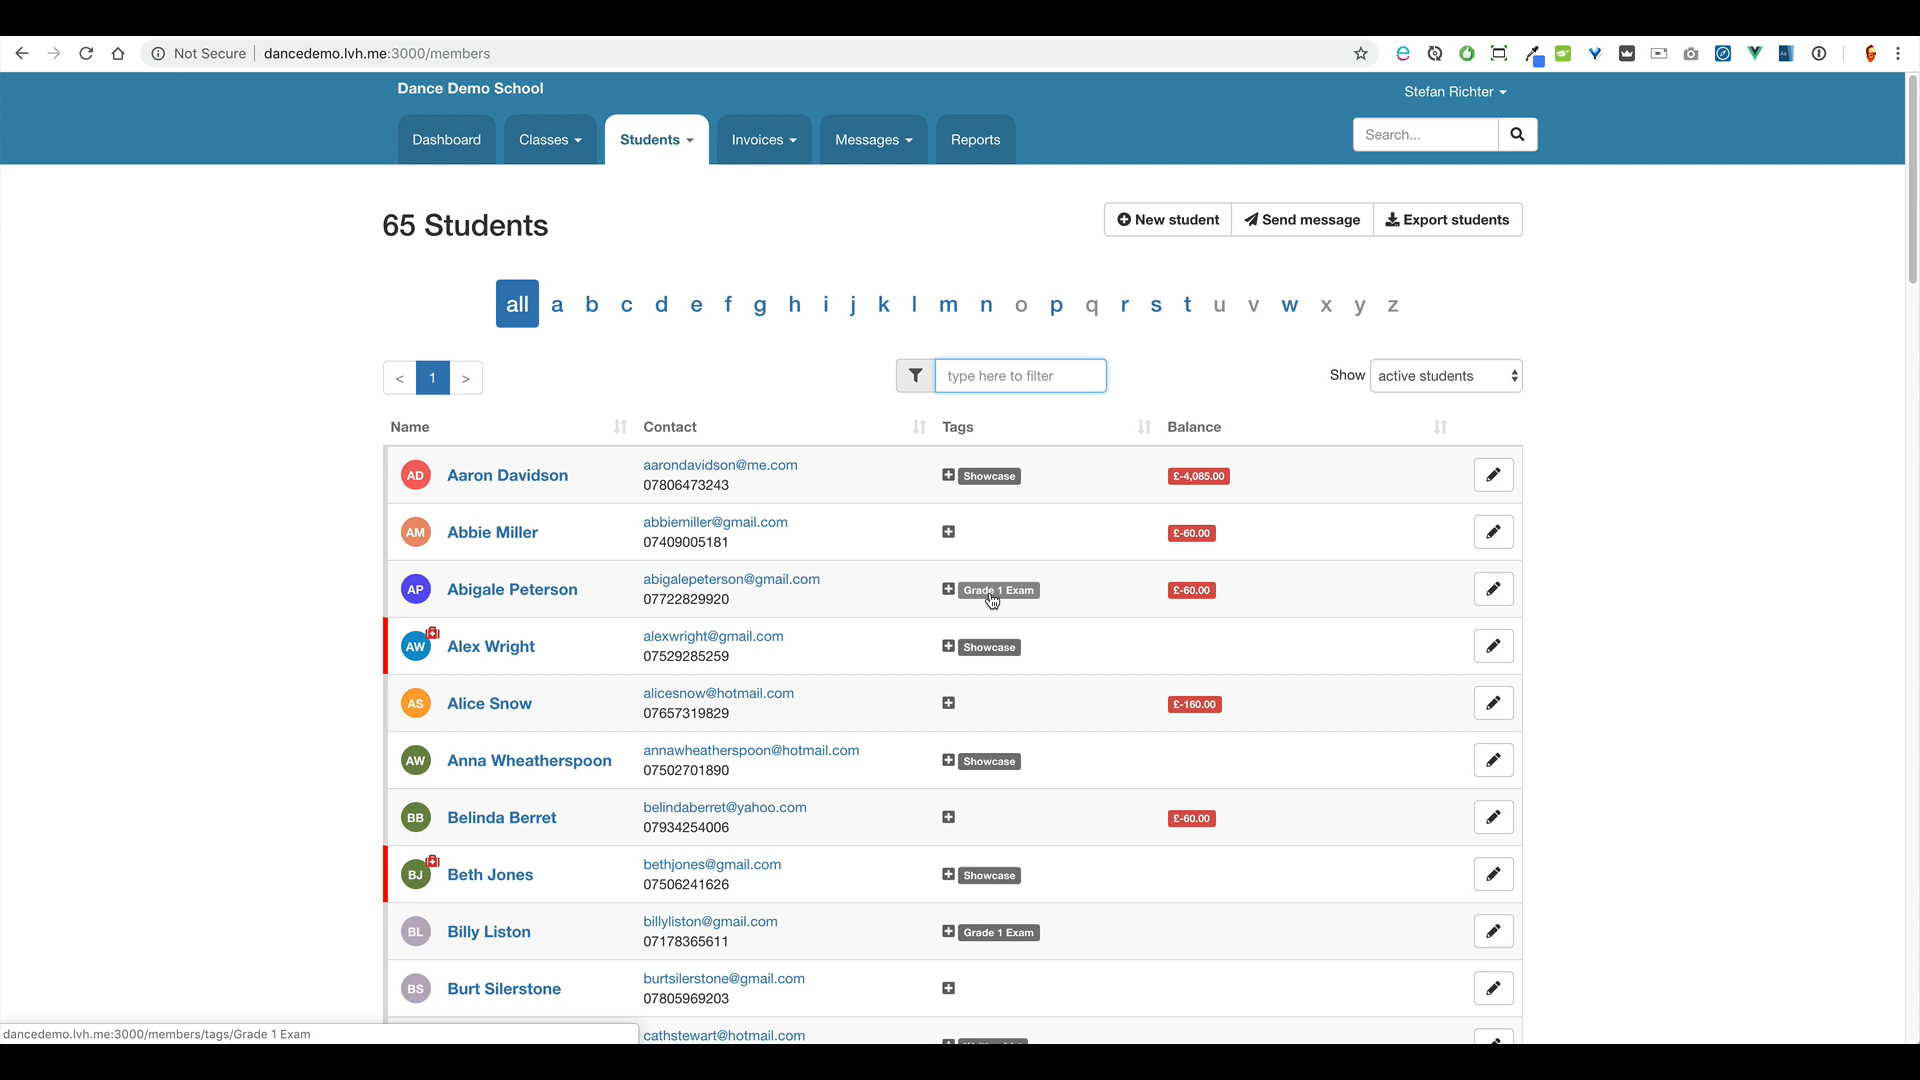 Not Secure | dancedemo.lvh.me:3000/members
Dance Demo School
Stefan Richter
Dashboard Classes Students Invoices Messages Reports
Search...
65 Students
New student Send message Export students
all a b c d e f g h i j k l m n o p q r s t u v w x y z
< 1 >
type here to filter
Show active students
Name Contact Tags Balance
AD Aaron Davidson aarondavidson@me.com Showcase £-4,085.00
07806473243
AM Abbie Miller abbiemiller@gmail.com £-60.00
07409005181
AP Abigale Peterson abigalepeterson@gmail.com Grade 1 Exam £-60.00
07722829920
AW Alex Wright alexwright@gmail.com Showcase
07529285259
AS Alice Snow alicesnow@hotmail.com £-160.00
07657319829
AW Anna Wheatherspoon annawheatherspoon@hotmail.com Showcase
07502701890
BB Belinda Berret belindaberret@yahoo.com £-60.00
07934254006
BJ Beth Jones bethjones@gmail.com Showcase
07506241626
BL Billy Liston billyliston@gmail.com Grade 1 Exam
07178365611
BS Burt Silerstone burtsilerstone@gmail.com
07805969203
cathstewart@hotmail.com
dancedemo.lvh.me:3000/members/tags/Grade 1 Exam